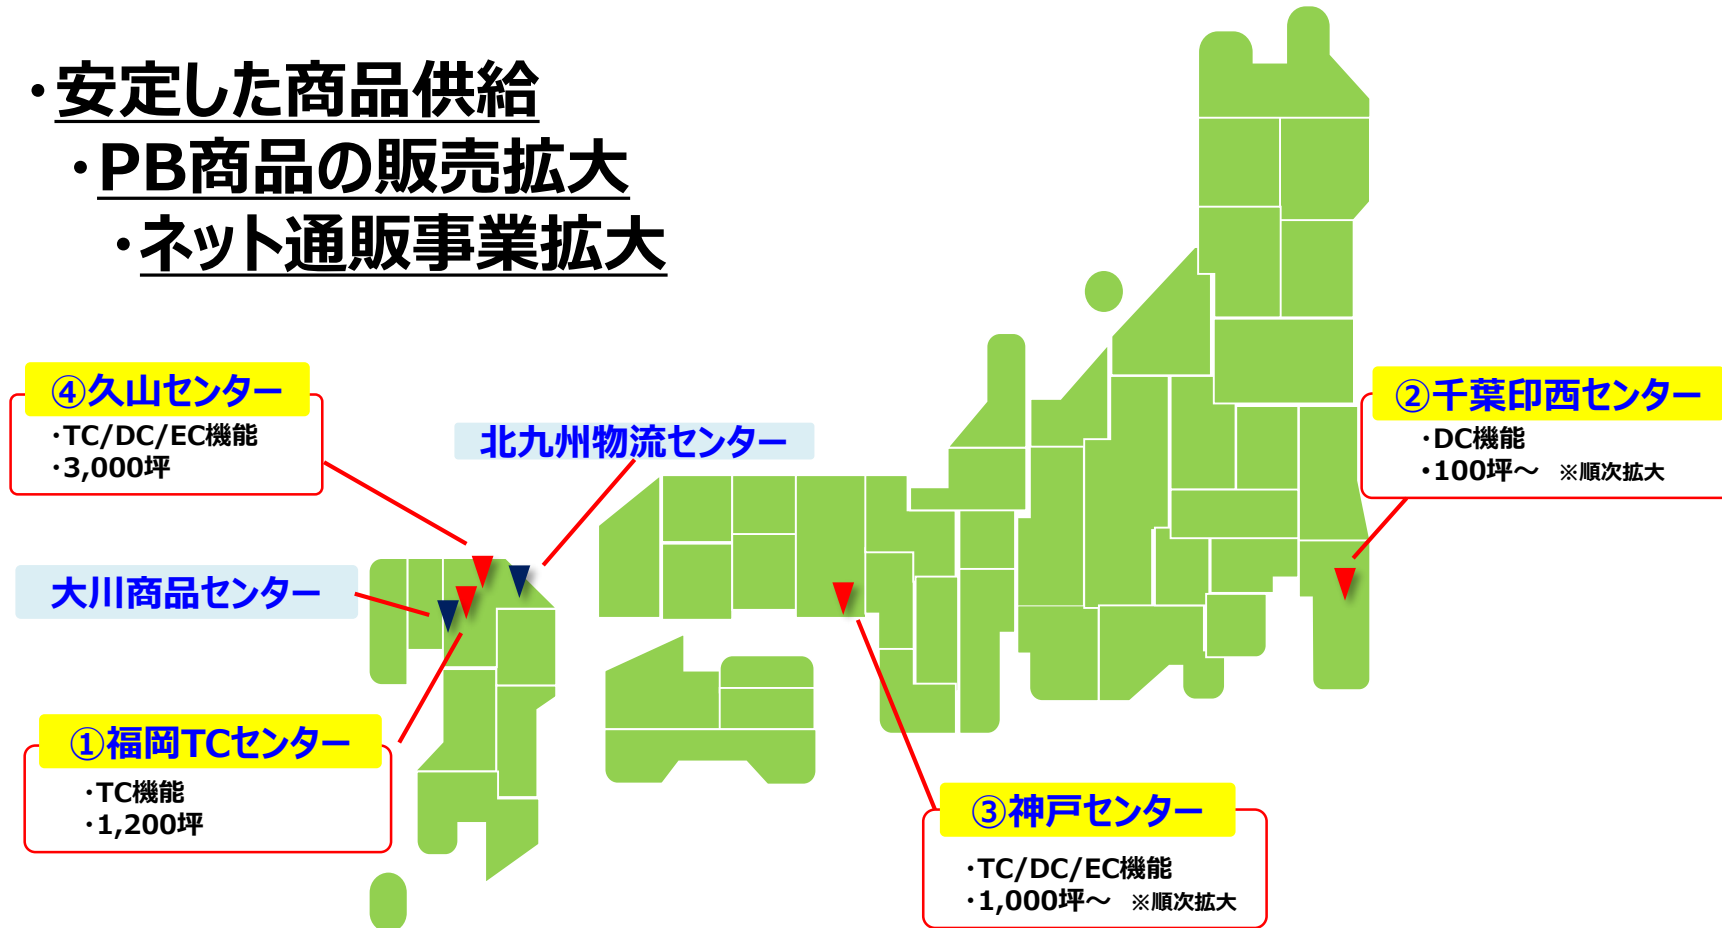 ・安定した商品供給
・PB商品の販売拡大
・ネット通販事業拡大
④久山センター
・TC/DC/EC機能
・3,000坪
北九州物流センター
②千葉印西センター
・DC機能
・100坪～ ※順次拡大
大川商品センター
①福岡TCセンター
・TC機能
・1,200坪
③神戸センター
・TC/DC/EC機能
・1,000坪～ ※順次拡大